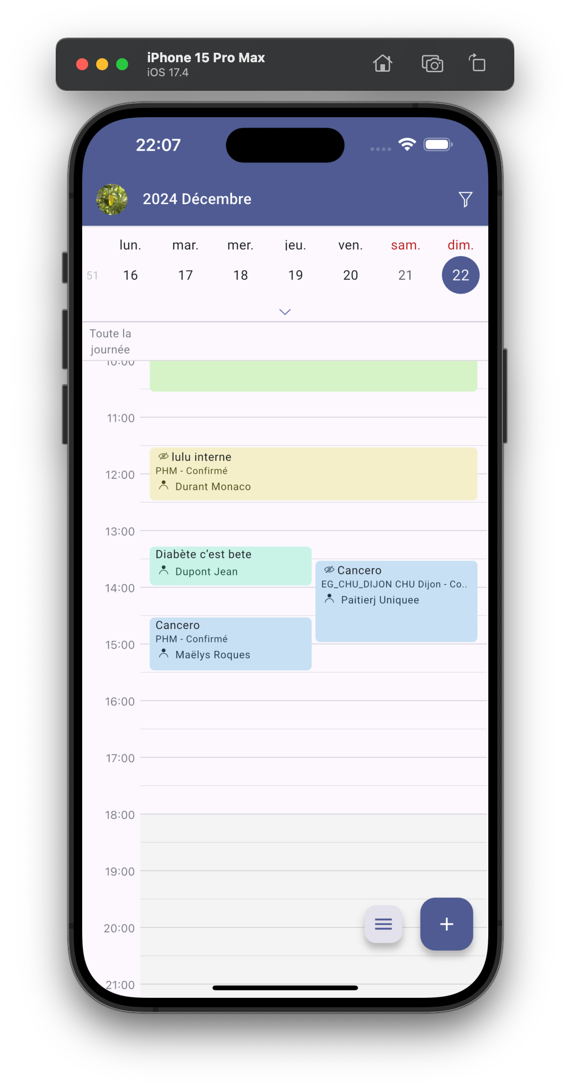 iPhone 15 Pro Max
iOS 17.4
22:07
2024 Décembre
lun. mar. mer. jeu. ven. sam. dim.
51 16 17 18 19 20 21 22
Toute la
journée
10:00
11:00
lulu interne
12:00 PHM - Confirmé
Durant Monaco
13:00
Diabète c'est bete
Dupont Jean
Cancero
EG_CHU_DIJON CHU Dijon - Co..
14:00
Paitierj Uniquee
Cancero
PHM - Confirmé
15:00
Maëlys Roques
16:00
17:00
18:00
19:00
20:00
+
21:00